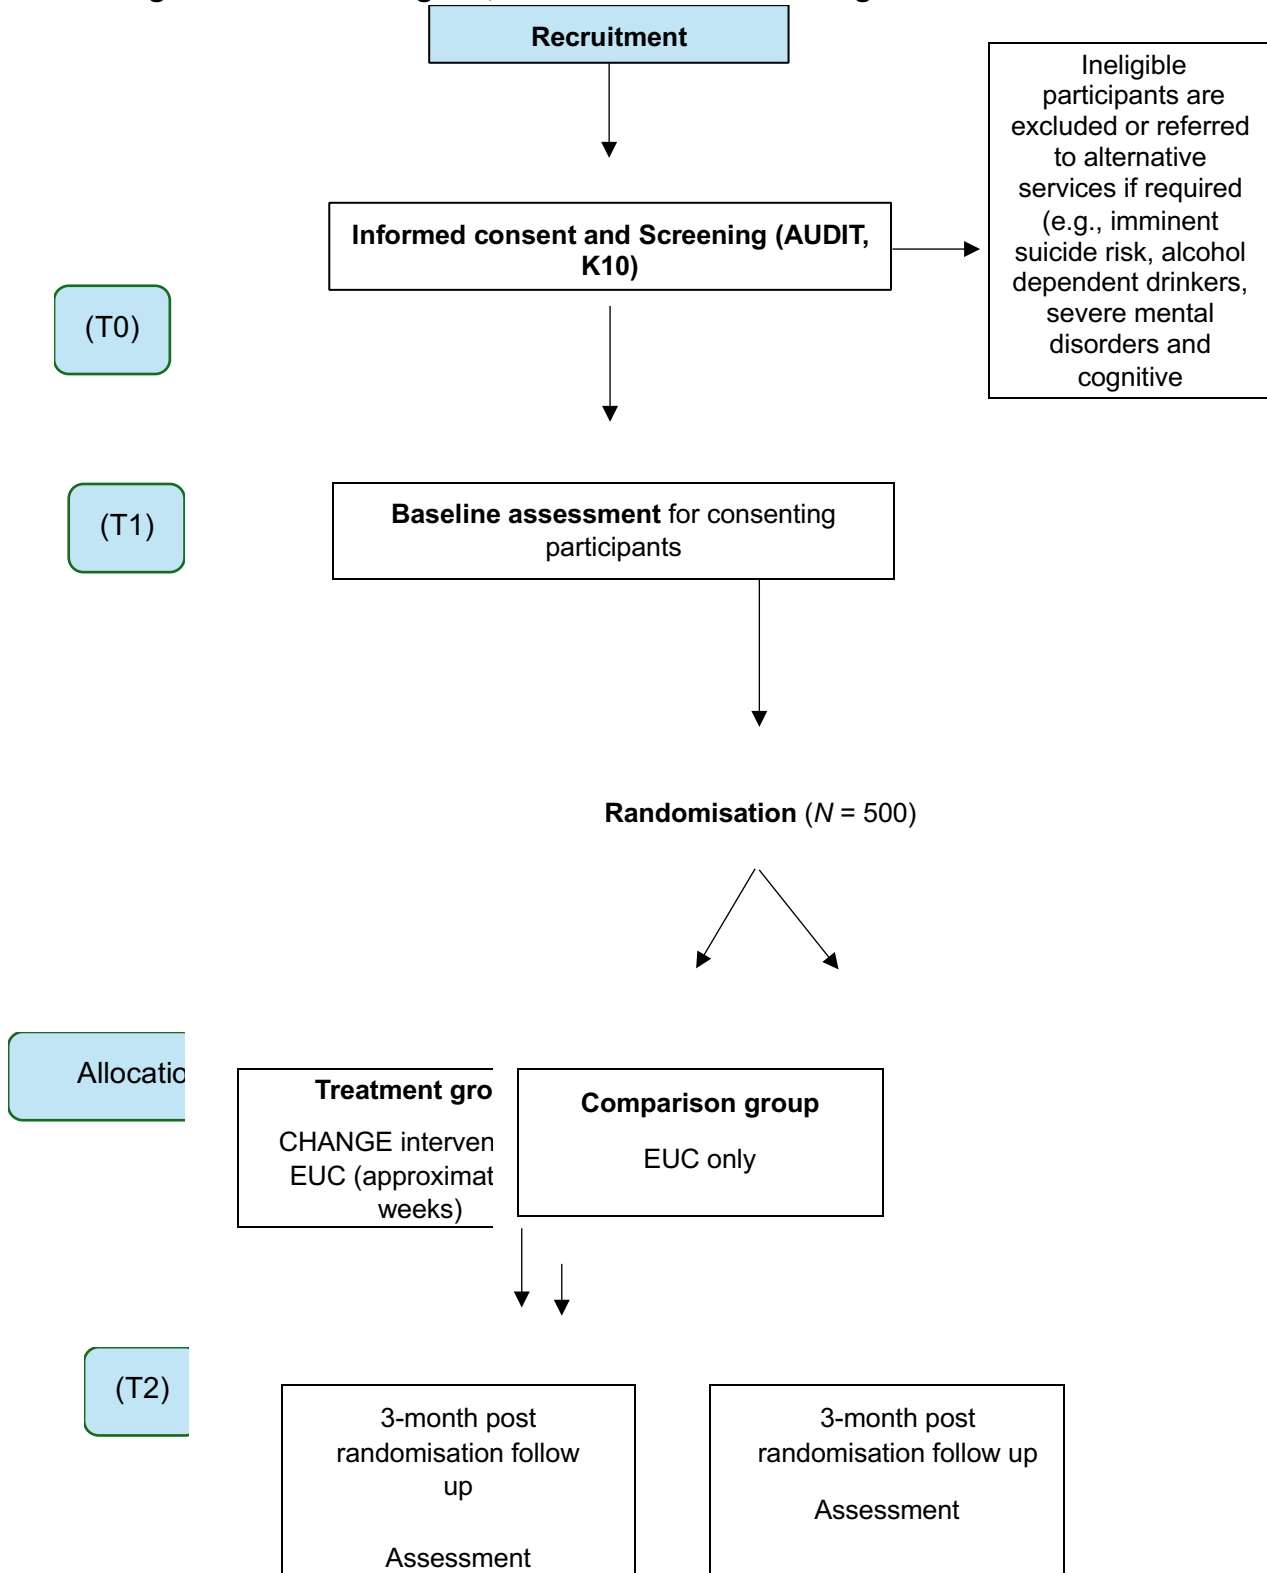 Recruitment
Ineligible
participants are
excluded or referred
to alternative
services if required
(e.g., imminent
suicide risk, alcohol
dependent drinkers,
severe mental
disorders and
cognitive
Informed consent and Screening (AUDIT,
K10)
(T0)
(T1)
Baseline assessment for consenting
participants
Randomisation (N = 500)
Allocatio
Treatment gro
CHANGE interven
EUC (approximat
weeks)
Comparison group
EUC only
(T2)
3-month post
randomisation follow
up
Assessment
3-month post
randomisation follow up
Assessment